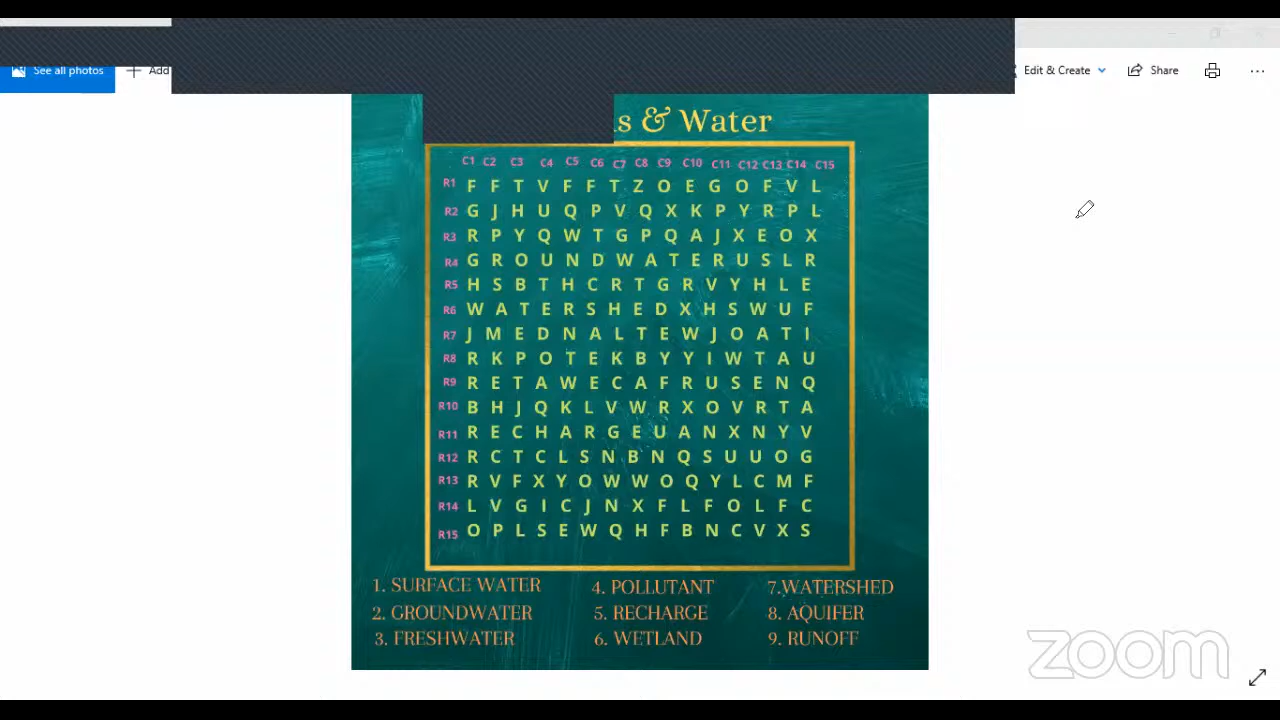 See all photos + Add Edit & Create Share
s & Water
C1 C2 C3 C4 C5 C6 C7 C8 C9 C10 C11 C12 C13 C14 C15
R1 F F T V F F T Z O E G O F V L
R2 G J H U Q P V Q X K P Y R P L
R3 R P Y Q W T G P Q A J X E O X
R4 G R O U N D W A T E R U S L R
R5 H S B T H C R T G R V Y H L E
R6 W A T E R S H E D X H S W U F
R7 J M E D N A L T E W J O A T I
R8 R K P O T E K B Y Y I W T A U
R9 R E T A W E C A F R U S E N Q
R10 B H J Q K L V W R X O V R T A
R11 R E C H A R G E U A N X N Y V
R12 R C T C L S N B N Q S U U O G
R13 R V F X Y O W W O Q Y L C M F
R14 L V G I C J N X F L F O L F C
R15 O P L S E W Q H F B N C V X S
1. SURFACE WATER 4. POLLUTANT 7.WATERSHED
2. GROUNDWATER 5. RECHARGE 8. AQUIFER
3. FRESHWATER 6. WETLAND 9. RUNOFF
zoom